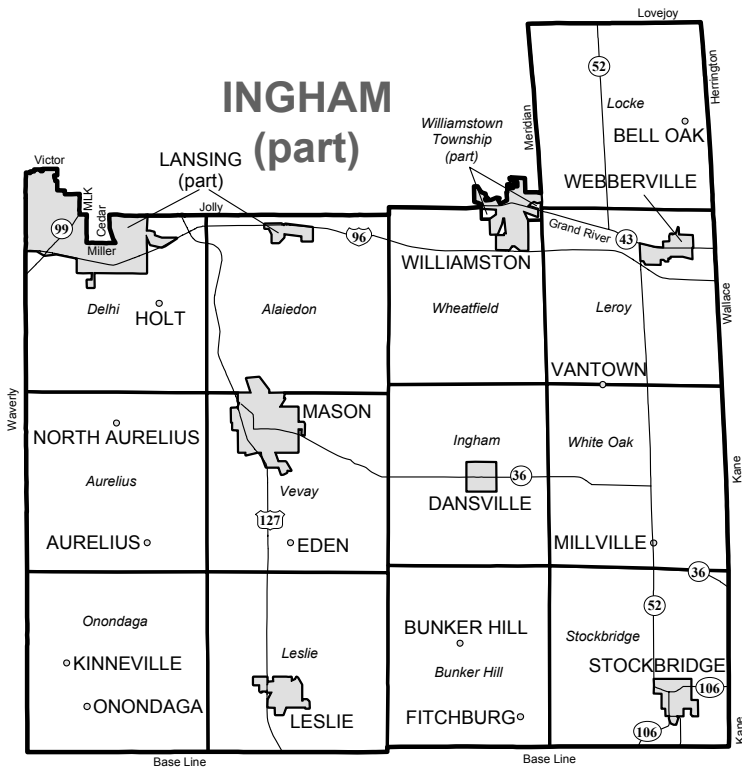 Lovejoy
52
Herrington
INGHAM
(part)
Locke
Williamstown
Township
(part)
Meridian
BELL OAK
Victor
LANSING
(part)
WEBBERVILLE
MLK
Cedar
Jolly
99
Miller
96
Grand River
43
WILLIAMSTON
Delhi
HOLT
Alaiedon
Wheatfield
Leroy
Wallace
VANTOWN
Waverly
MASON
NORTH AURELIUS
Ingham
White Oak
Aurelius
Vevay
36
DANSVILLE
Kane
127
AURELIUS
EDEN
MILLVILLE
36
52
Onondaga
BUNKER HILL
Stockbridge
Leslie
KINNEVILLE
Bunker Hill
STOCKBRIDGE
106
ONONDAGA
LESLIE
FITCHBURG
106
Kane
Base Line
Base Line